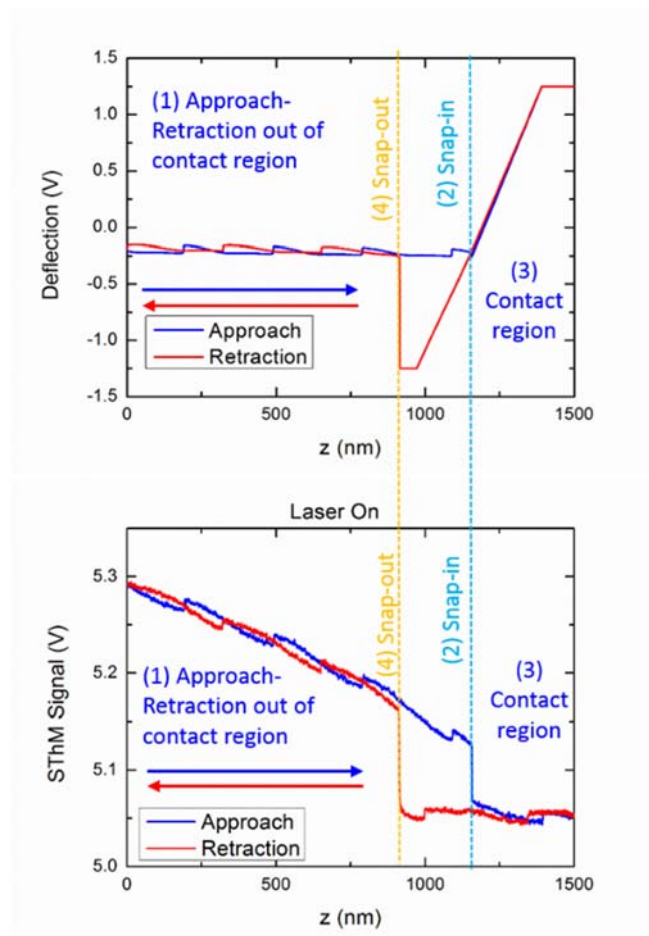 1.5
1.0
0.5
0.0
-0.5
-1.0
-1.5
Deflection (V)
(1) Approach-
Retraction out of
contact region
(4) Snap-out
(2) Snap-in
(3)
Contact
region
Approach
Retraction
0
500
1000
1500
z (nm)
Laser On
5.3
5.2
5.1
5.0
SThM Signal (V)
(1) Approach-
Retraction out of
contact region
(4) Snap-out
(2) Snap-in
(3)
Contact
region
Approach
Retraction
0
500
1000
1500
z (nm)